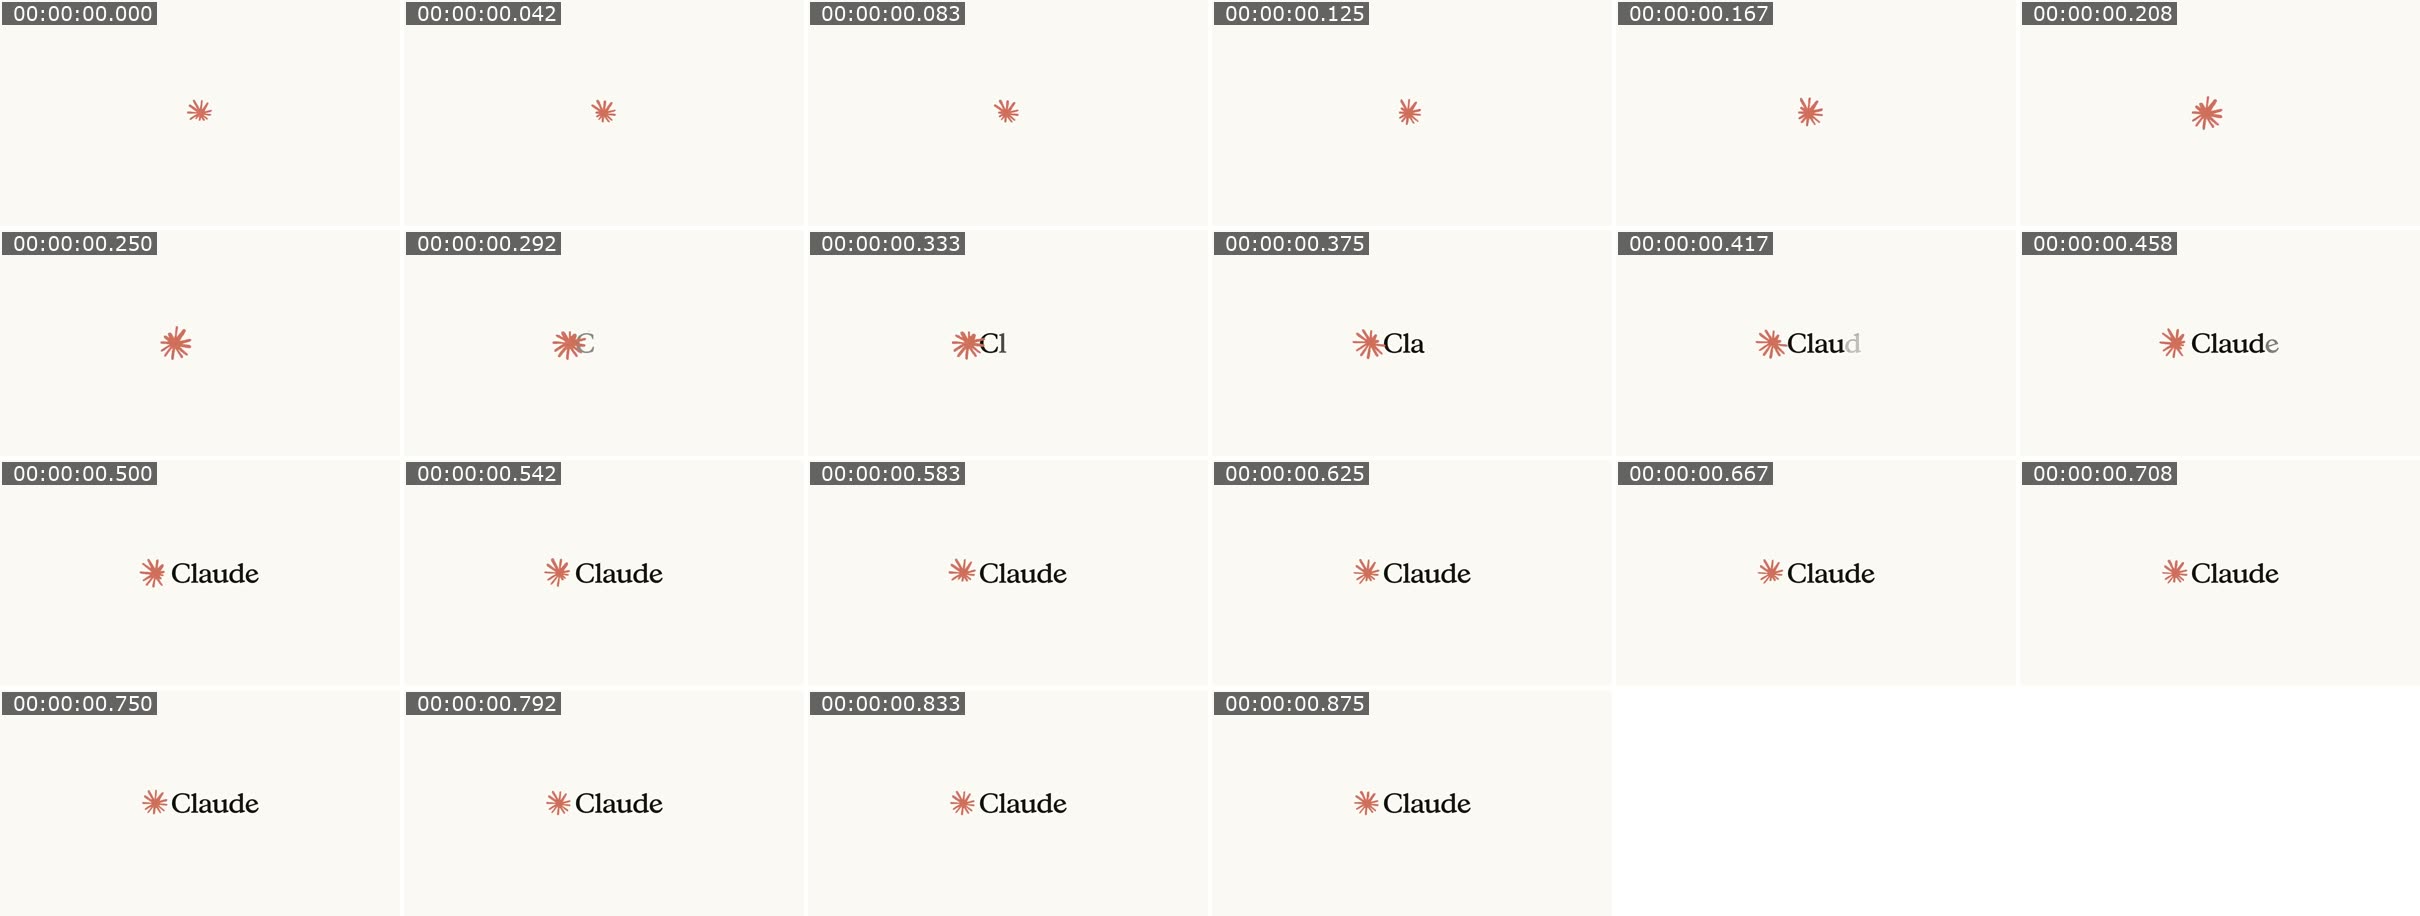 00:00:00.000 00:00:00.042 00:00:00.083 00:00:00.125 00:00:00.167 00:00:00.208
00:00:00.250 00:00:00.292 00:00:00.333 00:00:00.375 00:00:00.417 00:00:00.458
C Cl Cla Claud Claude
00:00:00.500 00:00:00.542 00:00:00.583 00:00:00.625 00:00:00.667 00:00:00.708
Claude Claude Claude Claude Claude Claude
00:00:00.750 00:00:00.792 00:00:00.833 00:00:00.875
Claude Claude Claude Claude